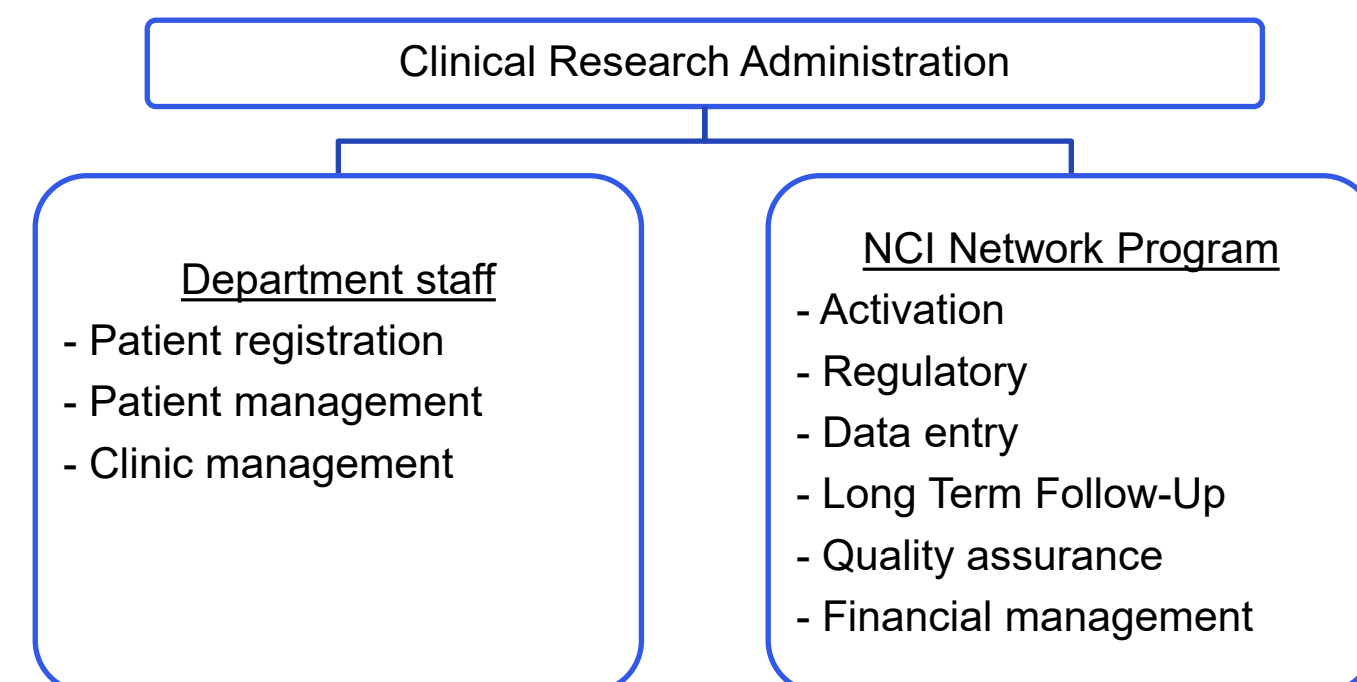 Clinical Research Administration
Department staff
- Patient registration
- Patient management
- Clinic management
NCI Network Program
- Activation
- Regulatory
- Data entry
- Long Term Follow-Up
- Quality assurance
- Financial management